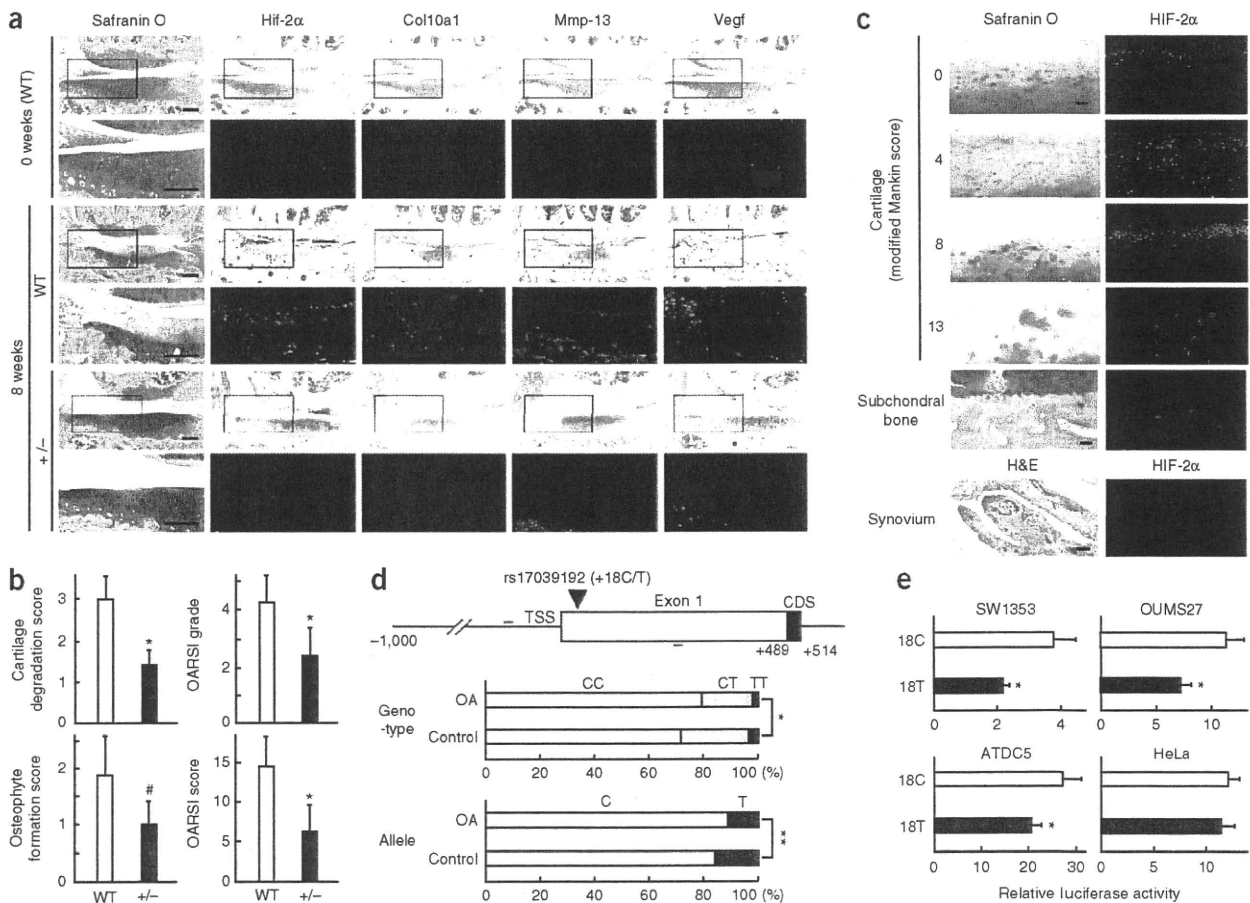 a
Safranin O Hif-2α Col10a1 Mmp-13 Vegf
0 weeks (WT)
8 weeks
WT
+/–
b
Cartilage
degradation score
3
2
1
0
*
OARSI grade
4
2
0
*
Osteophyte
formation score
2
1
0
#
WT +/–
OARSI score
15
10
5
0
*
WT +/–
c
Safranin O HIF-2α
Cartilage
(modified Mankin score)
0
4
8
13
Subchondral
bone
H&E HIF-2α
Synovium
d
rs17039192 (+18C/T)
TSS Exon 1 CDS
–1,000 +489 +514
CC CT TT
Geno
-type
OA
Control
*
0 20 40 60 80 100 (%)
C T
Allele
OA
Control
**
0 20 40 60 80 100 (%)
e
SW1353 OUMS27
18C
18T * *
0 2 4 0 5 10
ATDC5 HeLa
18C
18T *
0 10 20 30 0 5 10
Relative luciferase activity